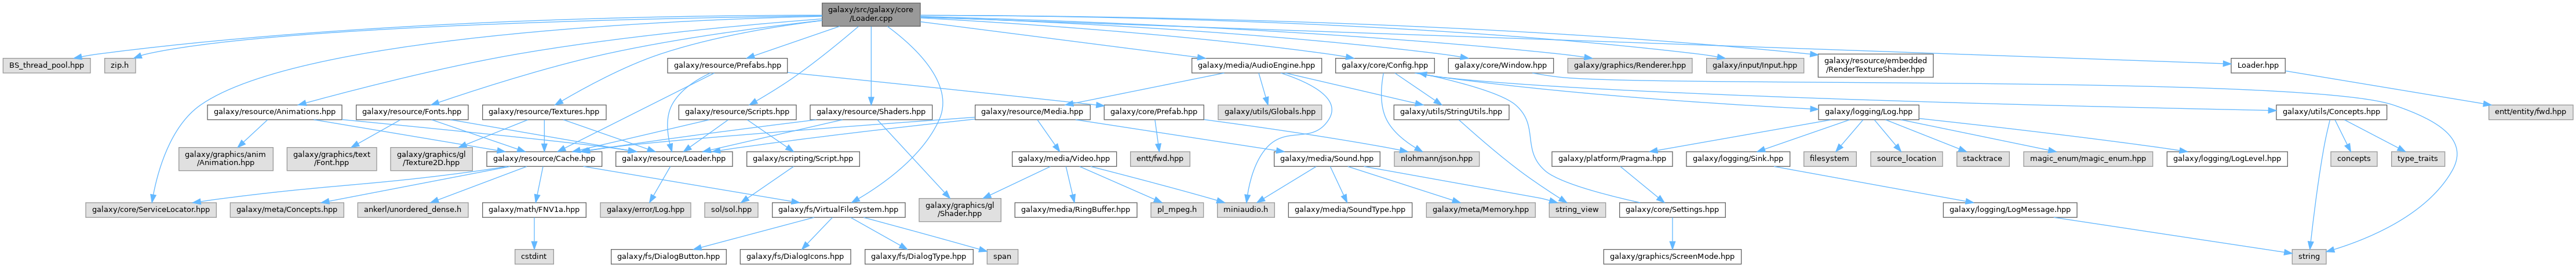 galaxy/src/galaxy/core
/Loader.cpp
BS_thread_pool.hpp
zip.h
galaxy/resource/Prefabs.hpp
galaxy/media/AudioEngine.hpp
galaxy/core/Config.hpp
galaxy/core/Window.hpp
galaxy/graphics/Renderer.hpp
galaxy/input/Input.hpp
galaxy/resource/embedded
/RenderTextureShader.hpp
Loader.hpp
galaxy/resource/Animations.hpp
galaxy/resource/Fonts.hpp
galaxy/resource/Textures.hpp
galaxy/resource/Scripts.hpp
galaxy/resource/Shaders.hpp
galaxy/resource/Media.hpp
galaxy/core/Prefab.hpp
galaxy/utils/Globals.hpp
galaxy/utils/StringUtils.hpp
galaxy/logging/Log.hpp
galaxy/utils/Concepts.hpp
entt/entity/fwd.hpp
galaxy/graphics/anim
/Animation.hpp
galaxy/graphics/text
/Font.hpp
galaxy/graphics/gl
/Texture2D.hpp
galaxy/resource/Cache.hpp
galaxy/resource/Loader.hpp
galaxy/scripting/Script.hpp
galaxy/media/Video.hpp
entt/fwd.hpp
galaxy/media/Sound.hpp
nlohmann/json.hpp
galaxy/platform/Pragma.hpp
galaxy/logging/Sink.hpp
filesystem
source_location
stacktrace
magic_enum/magic_enum.hpp
galaxy/logging/LogLevel.hpp
concepts
type_traits
galaxy/core/ServiceLocator.hpp
galaxy/meta/Concepts.hpp
ankerl/unordered_dense.h
galaxy/math/FNV1a.hpp
galaxy/error/Log.hpp
sol/sol.hpp
galaxy/fs/VirtualFileSystem.hpp
galaxy/graphics/gl
/Shader.hpp
galaxy/media/RingBuffer.hpp
pl_mpeg.h
miniaudio.h
galaxy/media/SoundType.hpp
galaxy/meta/Memory.hpp
string_view
galaxy/core/Settings.hpp
galaxy/logging/LogMessage.hpp
cstdint
galaxy/fs/DialogButton.hpp
galaxy/fs/DialogIcons.hpp
galaxy/fs/DialogType.hpp
span
galaxy/graphics/ScreenMode.hpp
string